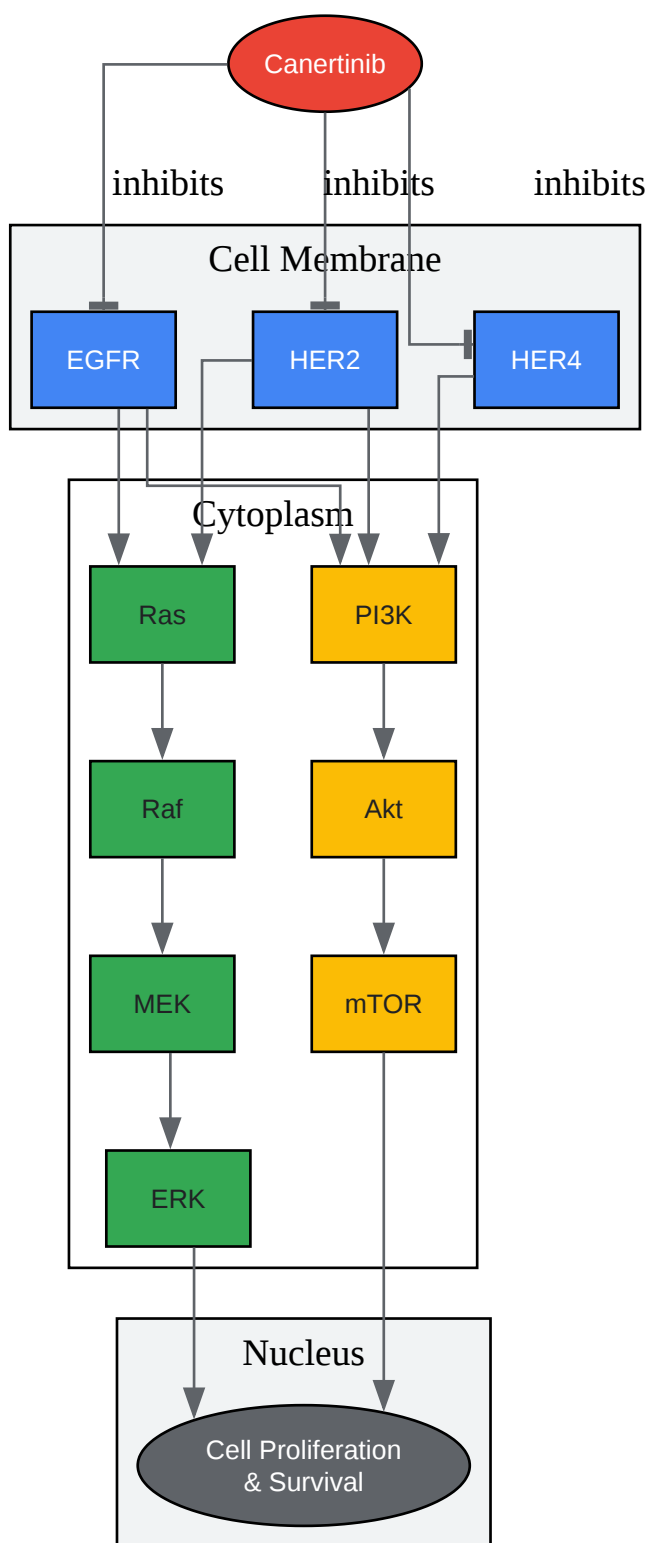 Canertinib
inhibits inhibits inhibits
Cell Membrane
EGFR HER2 HER4
Cytoplasm
Ras PI3K
Raf Akt
MEK mTOR
ERK
Nucleus
Cell Proliferation
& Survival